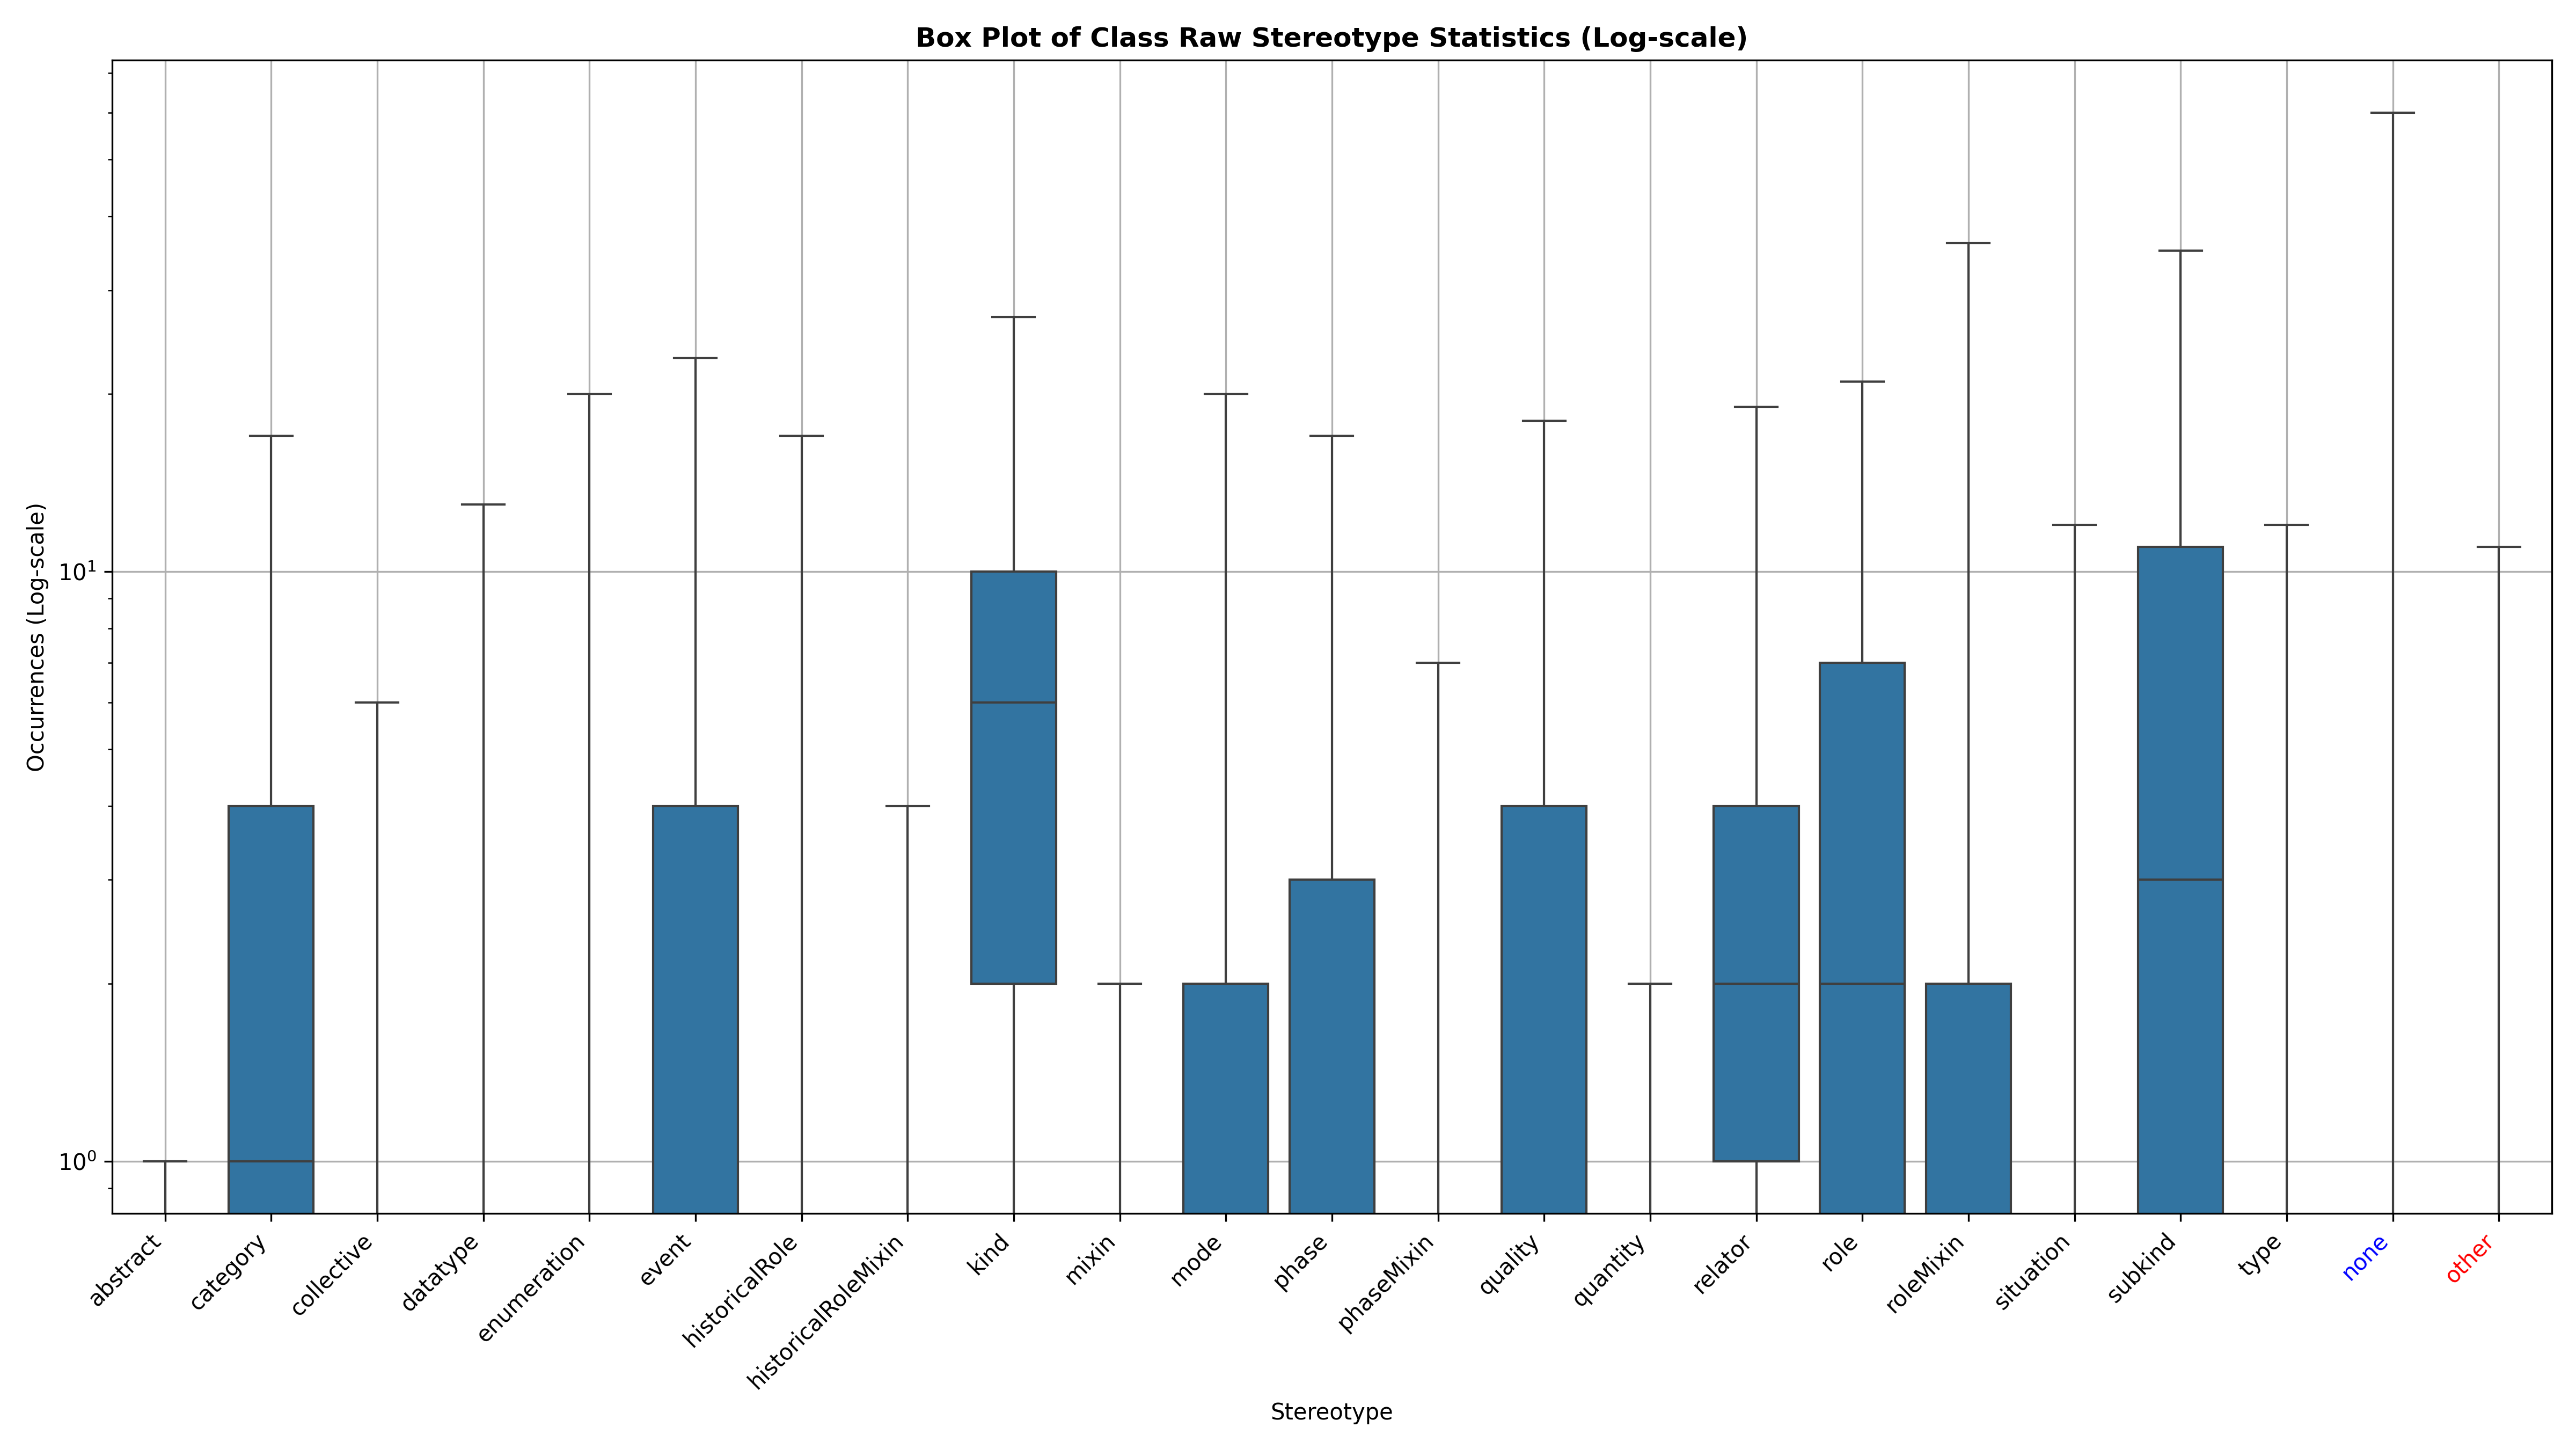 Box Plot of Class Raw Stereotype Statistics (Log-scale)
Occurrences (Log-scale)
10¹
10⁰
abstract
category
collective
datatype
enumeration
event
historicalRole
historicalRoleMixin
kind
mixin
mode
phase
phaseMixin
quality
quantity
relator
role
roleMixin
situation
subkind
type
none
other
Stereotype